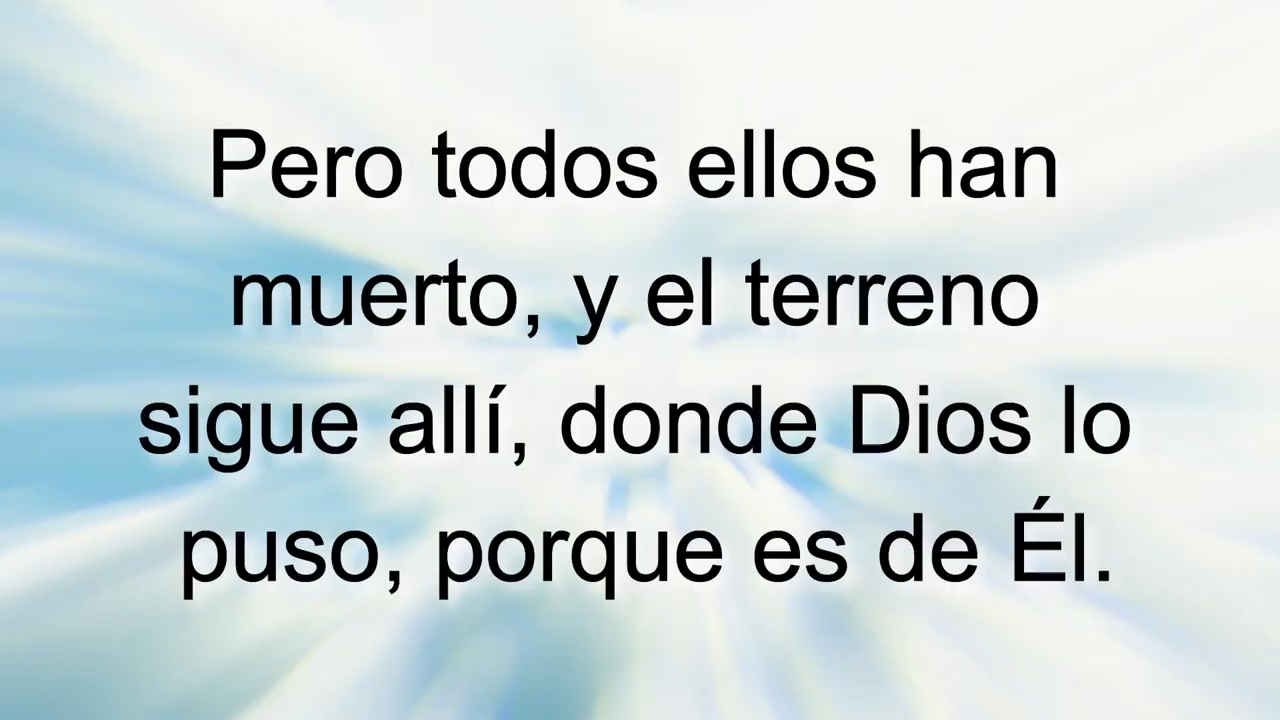 Pero todos ellos han
muerto, y el terreno
sigue allí, donde Dios lo
puso, porque es de Él.